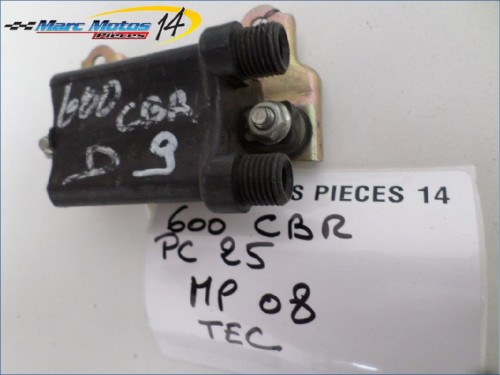 Marc Motos 14
PIECES
600 CBR
D 9
S PIECES 14
600 CBR
PC 25
MP 08
TEC